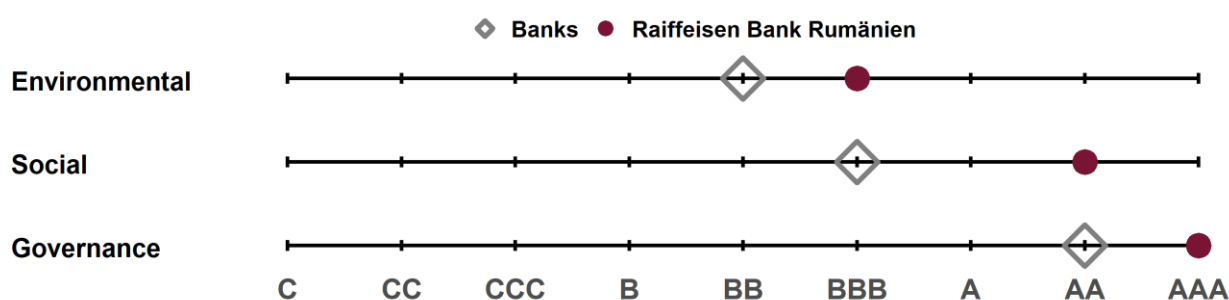 Banks Raiffeisen Bank Rumänien
Environmental
Social
Governance
C CC CCC B BB BBB A AA AAA